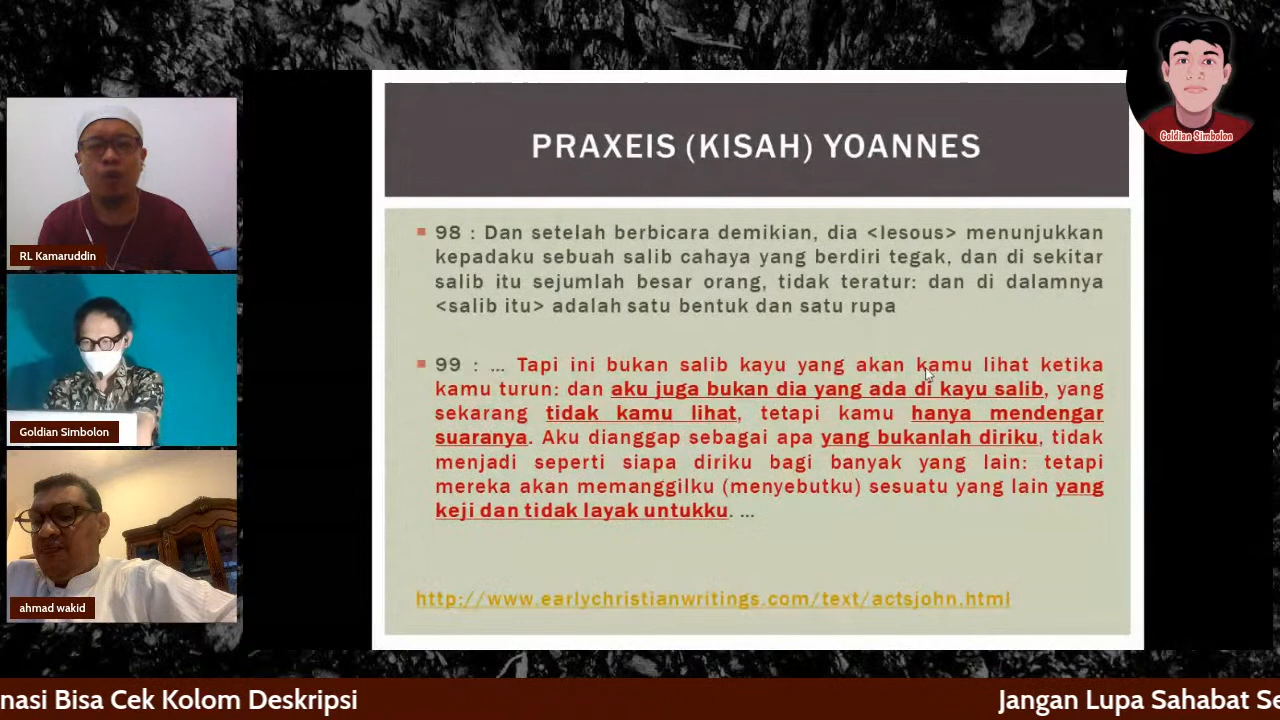 Goldian Simbolon
PRAXEIS (KISAH) YOANNES
98 : Dan setelah berbicara demikian, dia <Iesous> menunjukkan
kepadaku sebuah salib cahaya yang berdiri tegak, dan di sekitar
salib itu sejumlah besar orang, tidak teratur: dan di dalamnya
<salib itu> adalah satu bentuk dan satu rupa
99 : ... Tapi ini bukan salib kayu yang akan kamu lihat ketika
kamu turun: dan aku juga bukan dia yang ada di kayu salib, yang
sekarang tidak kamu lihat, tetapi kamu hanya mendengar
suaranya. Aku dianggap sebagai apa yang bukanlah diriku, tidak
menjadi seperti siapa diriku bagi banyak yang lain: tetapi
mereka akan memanggilku (menyebutku) sesuatu yang lain yang
keji dan tidak layak untukku. ...
http://www.earlychristianwritings.com/text/actsjohn.html
RL Kamaruddin
Goldian Simbolon
ahmad wakid
nasi Bisa Cek Kolom Deskripsi
Jangan Lupa Sahabat Se